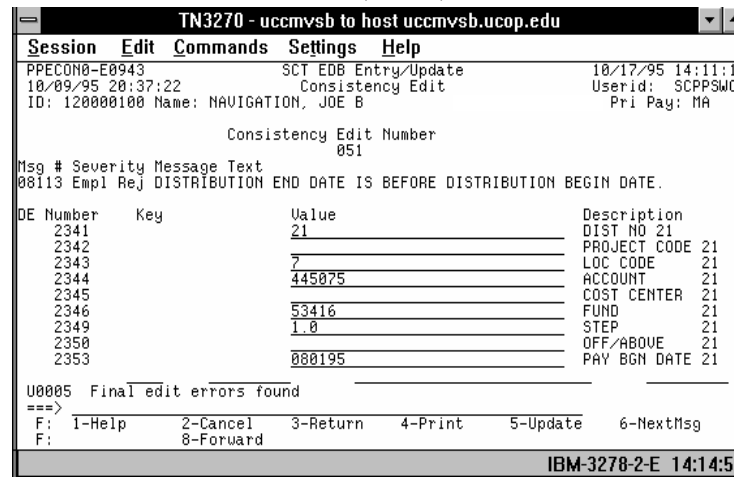 TN3270 - uccmvsb to host uccmvsb.ucop.edu
Session Edit Commands Settings Help
PPECON0-E0943 SCT EDB Entry/Update 10/17/95 14:11:1
10/09/95 20:37:22 Consistency Edit Userid: SCPPSWC
ID: 120000100 Name: NAVIGATION, JOE B Pri Pay: MA
Consistency Edit Number
051
Msg # Severity Message Text
08113 Empl Rej DISTRIBUTION END DATE IS BEFORE DISTRIBUTION BEGIN DATE.
DE Number Key Value Description
2341 21 DIST NO 21
2342 PROJECT CODE 21
2343 7 LOC CODE 21
2344 445075 ACCOUNT 21
2345 COST CENTER 21
2346 53416 FUND 21
2349 1.0 STEP 21
2350 OFF/ABOVE 21
2353 080195 PAY BGN DATE 21
U0005 Final edit errors found
===>
F: 1-Help 2-Cancel 3-Return 4-Print 5-Update 6-NextMsg
F: 8-Forward
IBM-3278-2-E 14:14:5